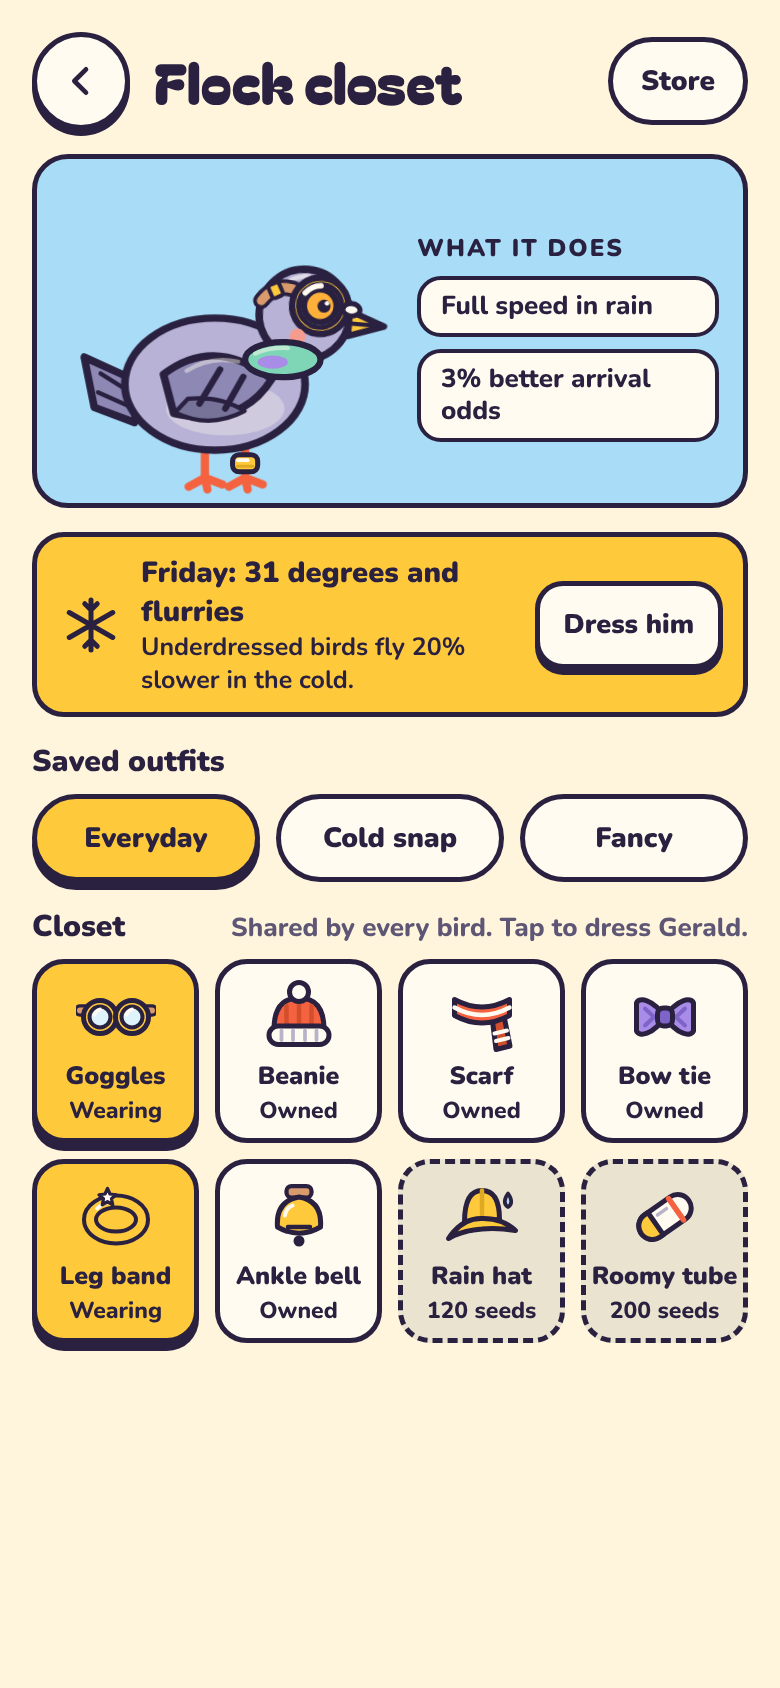 Flock closet
Store
WHAT IT DOES
Full speed in rain
3% better arrival
odds
Friday: 31 degrees and
flurries
Underdressed birds fly 20%
slower in the cold.
Dress him
Saved outfits
Everyday
Cold snap
Fancy
Closet
Shared by every bird. Tap to dress Gerald.
Goggles
Wearing
Beanie
Owned
Scarf
Owned
Bow tie
Owned
Leg band
Wearing
Ankle bell
Owned
Rain hat
120 seeds
Roomy tube
200 seeds